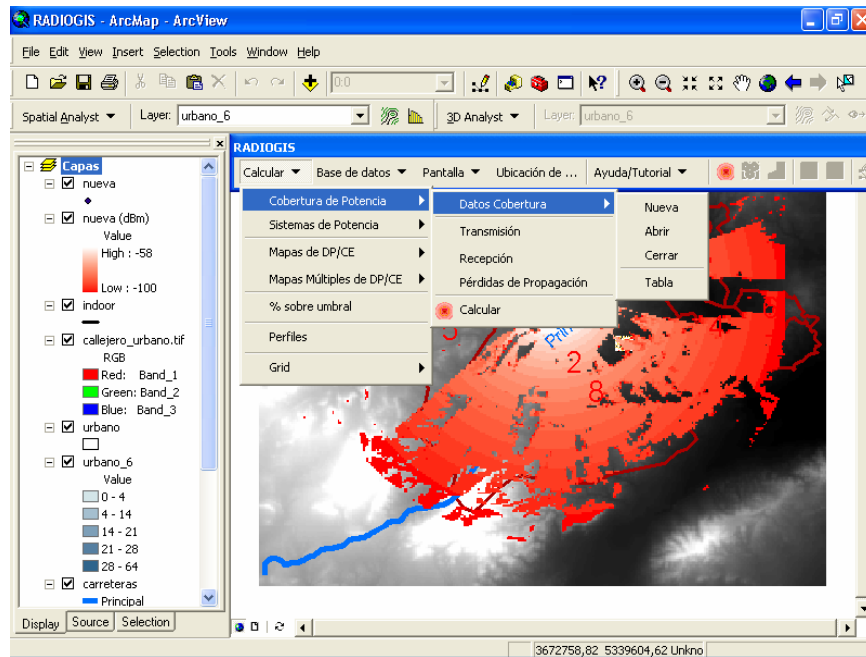 RADIOGIS - ArcMap - ArcView
File Edit View Insert Selection Tools Window Help
0:0
Spatial Analyst Layer: urbano_6 3D Analyst Layer: urbano_6
Capas
nueva
nueva (dBm)
Value
High : -58
Low : -100
indoor
callejero_urbano.tif
RGB
Red: Band_1
Green: Band_2
Blue: Band_3
urbano
urbano_6
Value
0 - 4
4 - 14
14 - 21
21 - 28
28 - 64
carreteras
Principal
Display Source Selection
RADIOGIS
Calcular Base de datos Pantalla Ubicación de ... Ayuda/Tutorial
Cobertura de Potencia
Sistemas de Potencia
Mapas de DP/CE
Mapas Múltiples de DP/CE
% sobre umbral
Perfiles
Grid
Datos Cobertura
Transmisión
Recepción
Pérdidas de Propagación
Calcular
Nueva
Abrir
Cerrar
Tabla
2
8
3672758,82 5339604,62 Unkno